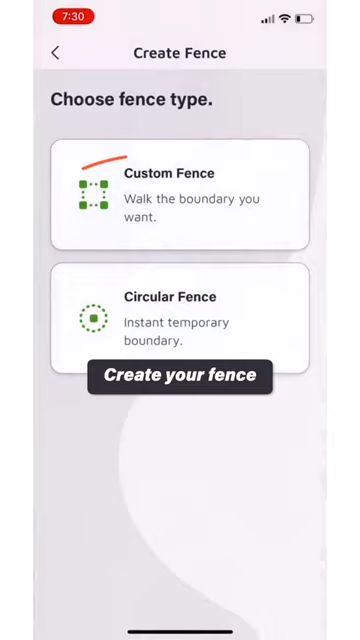 7:30
Create Fence
Choose fence type.
Custom Fence
Walk the boundary you
want.
Circular Fence
Instant temporary
boundary.
Create your fence